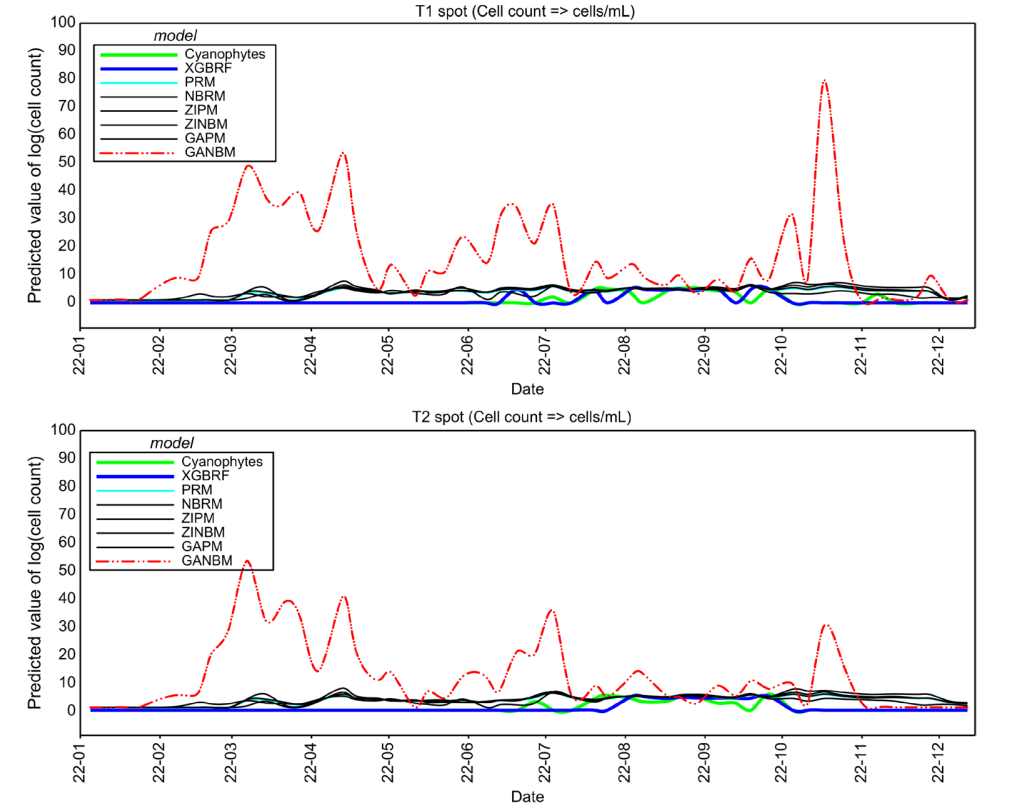 T1 spot (Cell count => cells/mL)
Predicted value of log(cell count)
100
90
80
70
60
50
40
30
20
10
0
model
Cyanophytes
XGBRF
PRM
NBRM
ZIPM
ZINBM
GAPM
GANBM
22-01
22-02
22-03
22-04
22-05
22-06
22-07
22-08
22-09
22-10
22-11
22-12
Date
T2 spot (Cell count => cells/mL)
Predicted value of log(cell count)
100
90
80
70
60
50
40
30
20
10
0
model
Cyanophytes
XGBRF
PRM
NBRM
ZIPM
ZINBM
GAPM
GANBM
22-01
22-02
22-03
22-04
22-05
22-06
22-07
22-08
22-09
22-10
22-11
22-12
Date